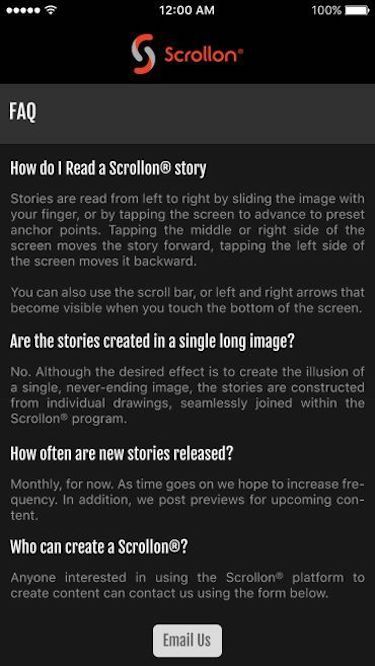 12:00 AM
100%
Scrollon®
FAQ
How do I Read a Scrollon® story
Stories are read from left to right by sliding the image with
your finger, or by tapping the screen to advance to preset
anchor points. Tapping the middle or right side of the
screen moves the story forward, tapping the left side of
the screen moves it backward.
You can also use the scroll bar, or left and right arrows that
become visible when you touch the bottom of the screen.
Are the stories created in a single long image?
No. Although the desired effect is to create the illusion of
a single, never-ending image, the stories are constructed
from individual drawings, seamlessly joined within the
Scrollon® program.
How often are new stories released?
Monthly, for now. As time goes on we hope to increase fre-
quency. In addition, we post previews for upcoming con-
tent.
Who can create a Scrollon®?
Anyone interested in using the Scrollon® platform to
create content can contact us using the form below.
Email Us